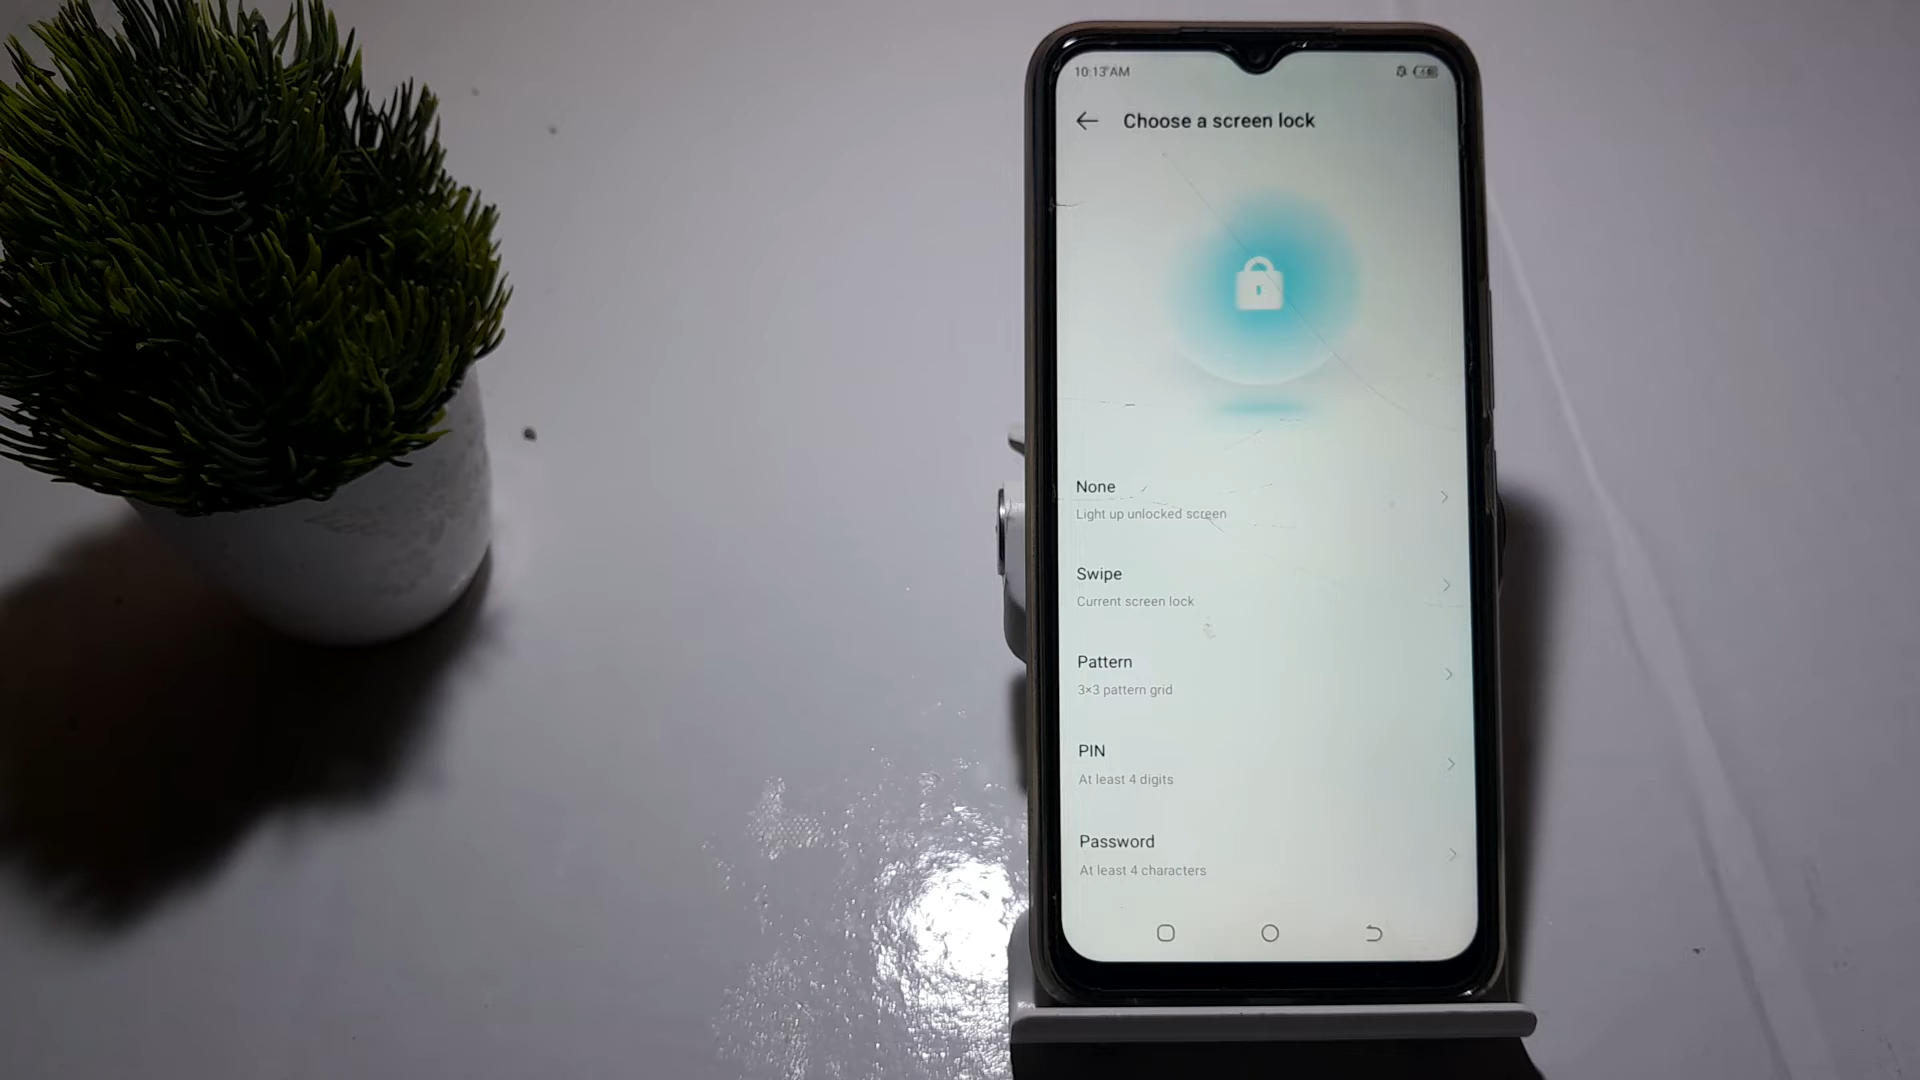 10:13 AM
Choose a screen lock
None
Light up unlocked screen
Swipe
Current screen lock
Pattern
3×3 pattern grid
PIN
At least 4 digits
Password
At least 4 characters